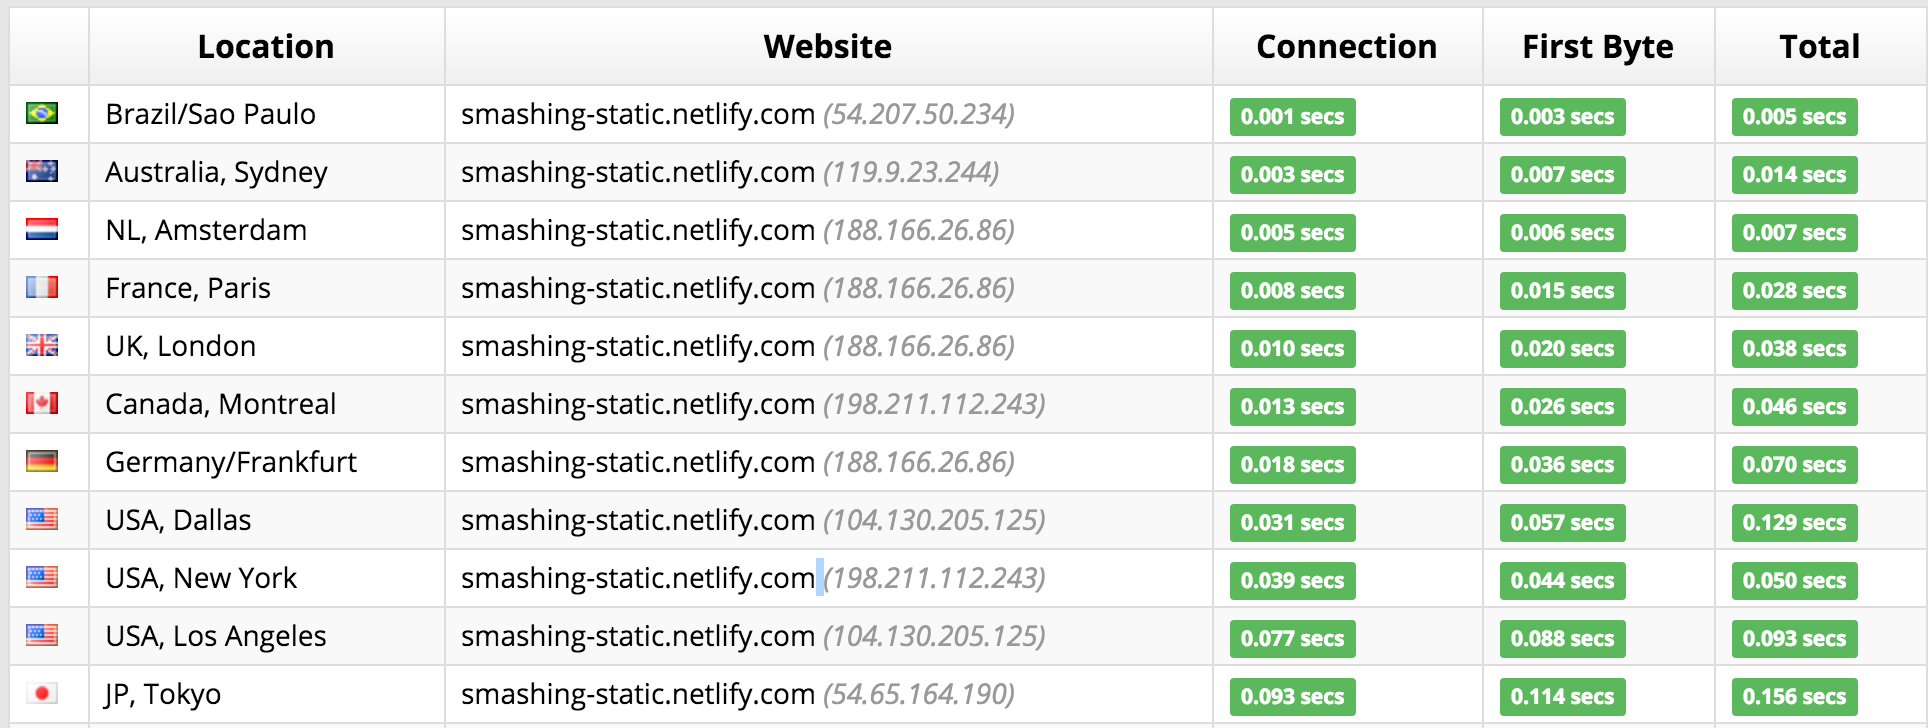 Location Website Connection First Byte Total
Brazil/Sao Paulo smashing-static.netlify.com (54.207.50.234) 0.001 secs 0.003 secs 0.005 secs
Australia, Sydney smashing-static.netlify.com (119.9.23.244) 0.003 secs 0.007 secs 0.014 secs
NL, Amsterdam smashing-static.netlify.com (188.166.26.86) 0.005 secs 0.006 secs 0.007 secs
France, Paris smashing-static.netlify.com (188.166.26.86) 0.008 secs 0.015 secs 0.028 secs
UK, London smashing-static.netlify.com (188.166.26.86) 0.010 secs 0.020 secs 0.038 secs
Canada, Montreal smashing-static.netlify.com (198.211.112.243) 0.013 secs 0.026 secs 0.046 secs
Germany/Frankfurt smashing-static.netlify.com (188.166.26.86) 0.018 secs 0.036 secs 0.070 secs
USA, Dallas smashing-static.netlify.com (104.130.205.125) 0.031 secs 0.057 secs 0.129 secs
USA, New York smashing-static.netlify.com (198.211.112.243) 0.039 secs 0.044 secs 0.050 secs
USA, Los Angeles smashing-static.netlify.com (104.130.205.125) 0.077 secs 0.088 secs 0.093 secs
JP, Tokyo smashing-static.netlify.com (54.65.164.190) 0.093 secs 0.114 secs 0.156 secs